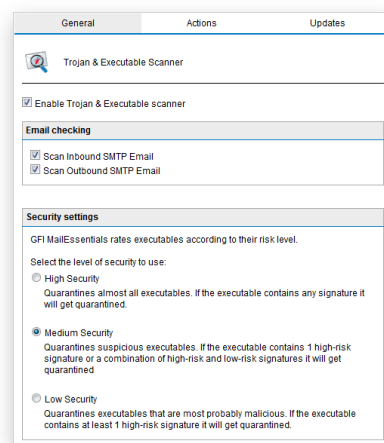 General Actions Updates
Trojan & Executable Scanner
Enable Trojan & Executable scanner
Email checking
Scan Inbound SMTP Email
Scan Outbound SMTP Email
Security settings
GFI MailEssentials rates executables according to their risk level.
Select the level of security to use:
High Security
Quarantines almost all executables. If the executable contains any signature it
will get quarantined.
Medium Security
Quarantines suspicious executables. If the executable contains 1 high-risk
signature or a combination of high-risk and low-risk signatures it will get
quarantined
Low Security
Quarantines executables that are most probably malicious. If the executable
contains at least 1 high-risk signature it will get quarantined.